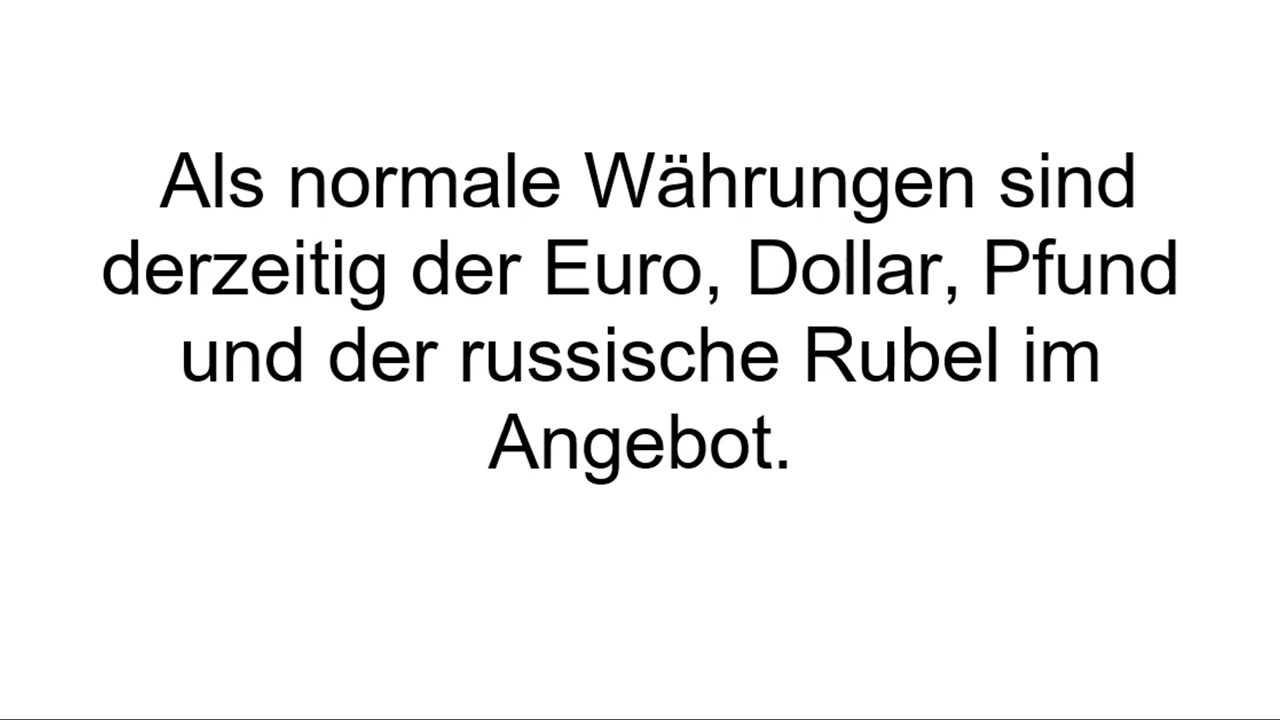 Als normale Währungen sind
derzeitig der Euro, Dollar, Pfund
und der russische Rubel im
Angebot.